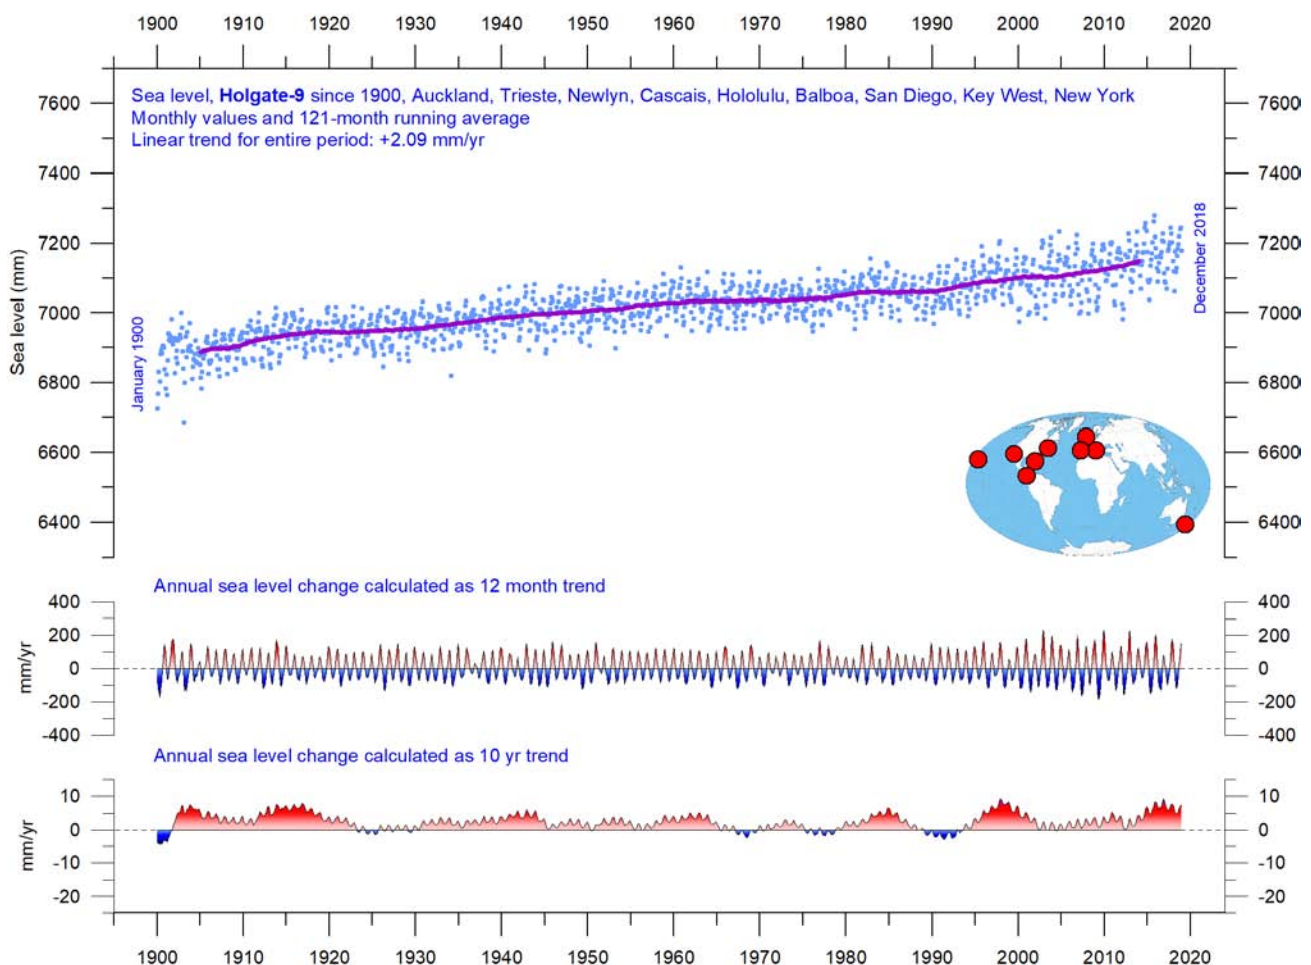 1900 1910 1920 1930 1940 1950 1960 1970 1980 1990 2000 2010 2020
Sea level, Holgate-9 since 1900, Auckland, Trieste, Newlyn, Cascais, Hololulu, Balboa, San Diego, Key West, New York
Monthly values and 121-month running average
Linear trend for entire period: +2.09 mm/yr
7600 7600
7400 7400
7200 7200
7000 7000
6800 6800
6600 6600
6400 6400
Sea level (mm)
January 1900
December 2018
Annual sea level change calculated as 12 month trend
400 400
200 200
0 0
-200 -200
-400 -400
mm/yr
Annual sea level change calculated as 10 yr trend
10 10
0 0
-10 -10
-20 -20
mm/yr
1900 1910 1920 1930 1940 1950 1960 1970 1980 1990 2000 2010 2020